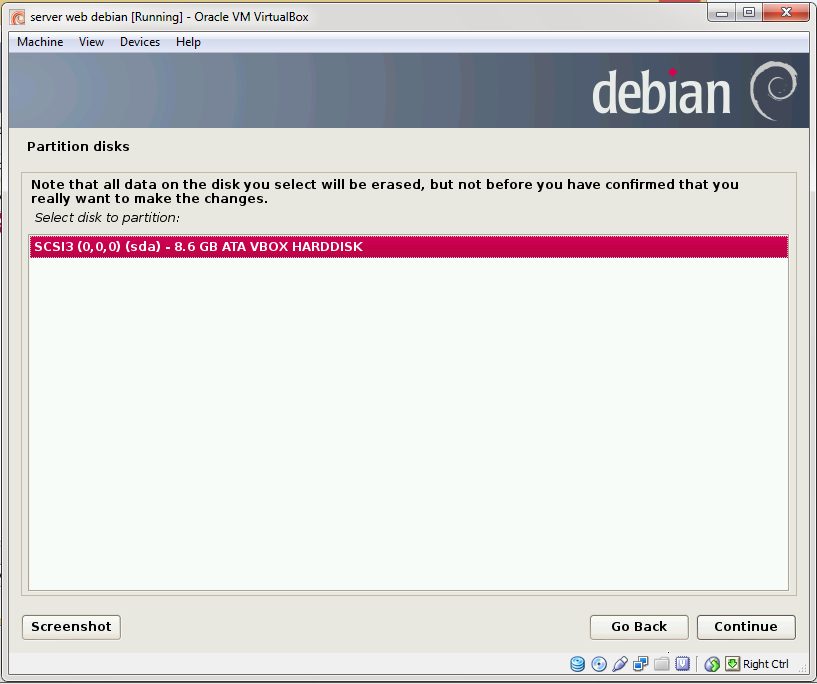 server web debian [Running] - Oracle VM VirtualBox
Machine View Devices Help
debian
Partition disks
Note that all data on the disk you select will be erased, but not before you have confirmed that you
really want to make the changes.
Select disk to partition:
SCSI3 (0,0,0) (sda) - 8.6 GB ATA VBOX HARDDISK
Screenshot Go Back Continue
Right Ctrl